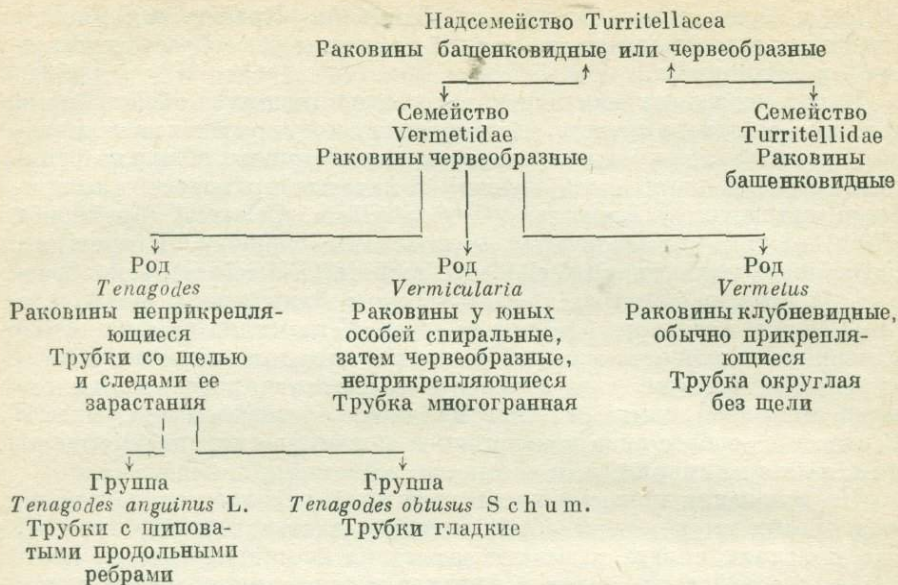 Надсемейство Turritellacea
Раковины башенковидные или червеобразные
Семейство
Vermetidae
Раковины червеобразные
Семейство
Turritellidae
Раковины
башенковидные
Род
Tenagodes
Раковины неприкрепля-
ющиеся
Трубки со щелью
и следами ее
зарастания
Род
Vermicularia
Раковины у юных
особей спиральные,
затем червеобразные,
неприкрепляющиеся
Трубка многогранная
Род
Vermetus
Раковины клубневидные,
обычно прикрепля-
ющиеся
Трубка округлая
без щели
Группа
Tenagodes anguinus L.
Трубки с шипова-
тыми продольными
ребрами
Группа
Tenagodes obtusus Schum.
Трубки гладкие